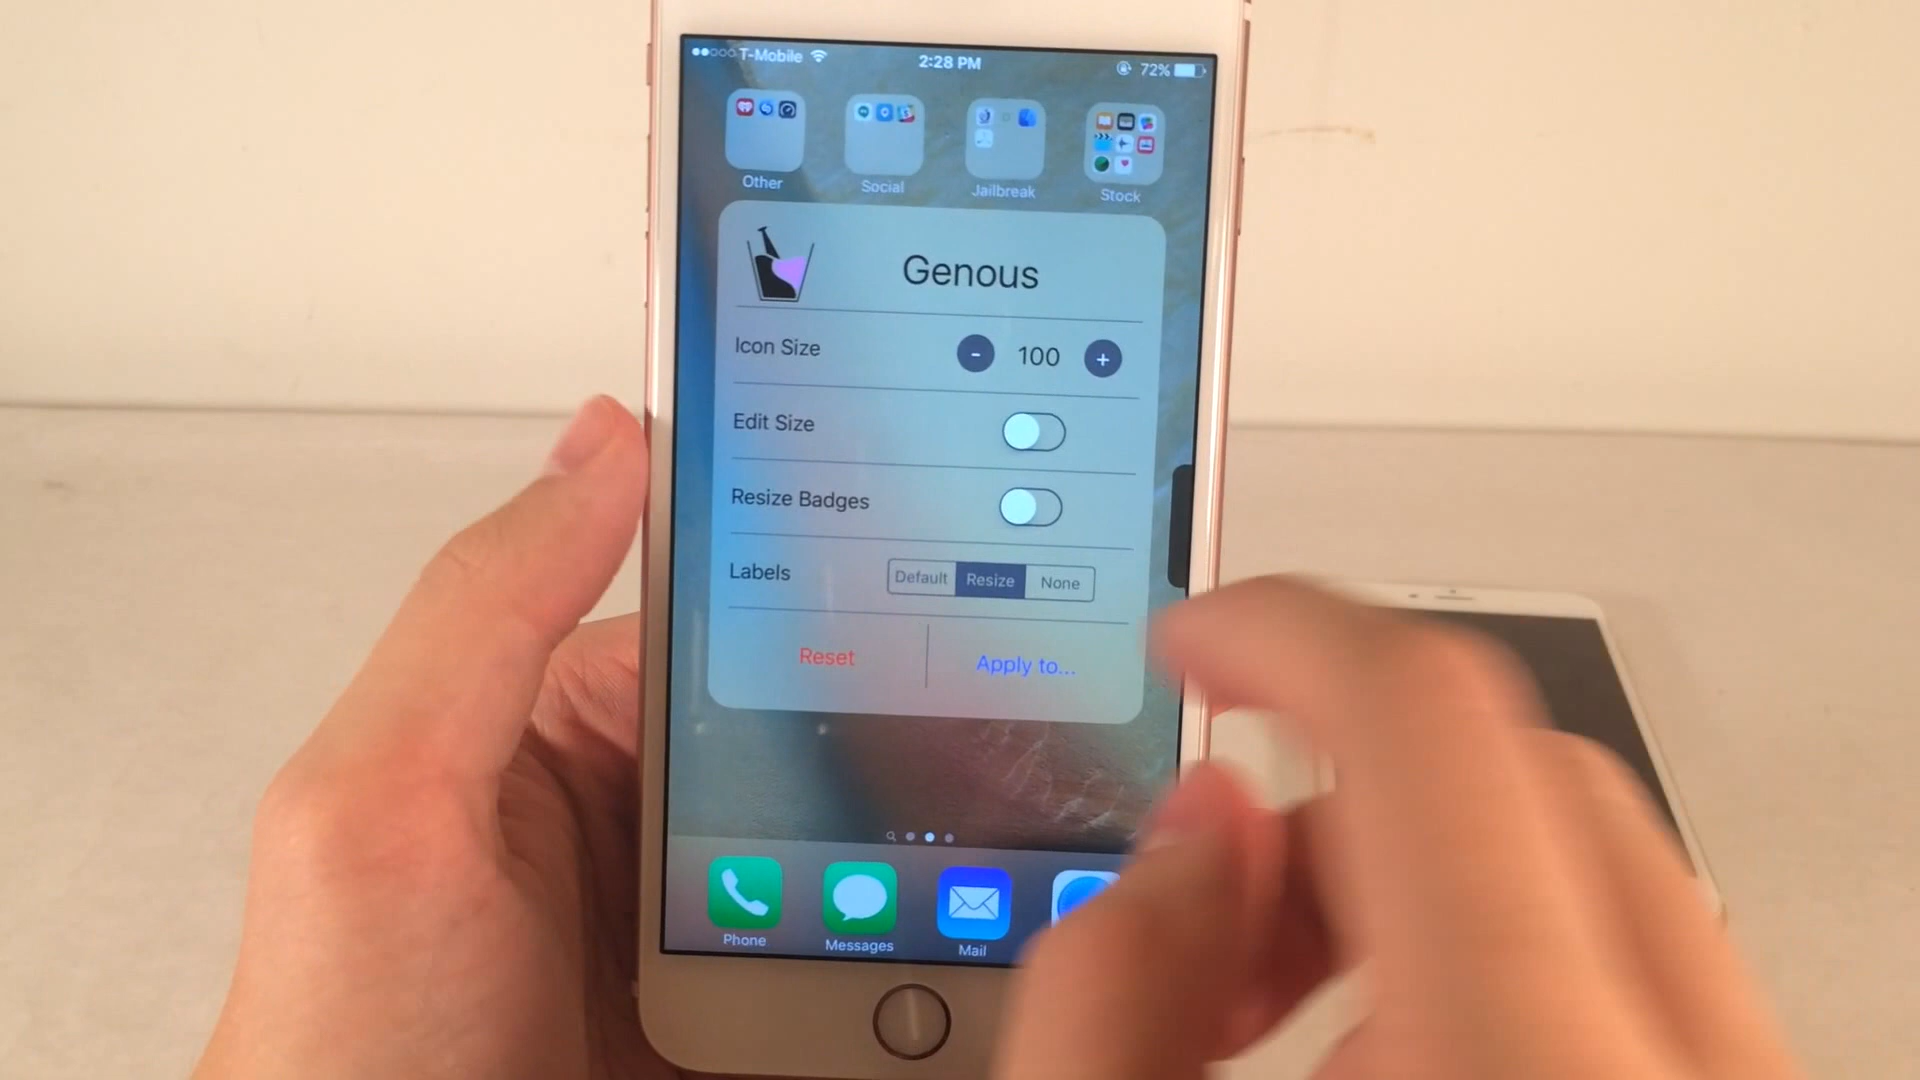 T-Mobile 2:28 PM 72%
Other Social Jailbreak Stock
Genous
Icon Size - 100 +
Edit Size
Resize Badges
Labels Default Resize None
Reset Apply to...
Phone Messages Mail